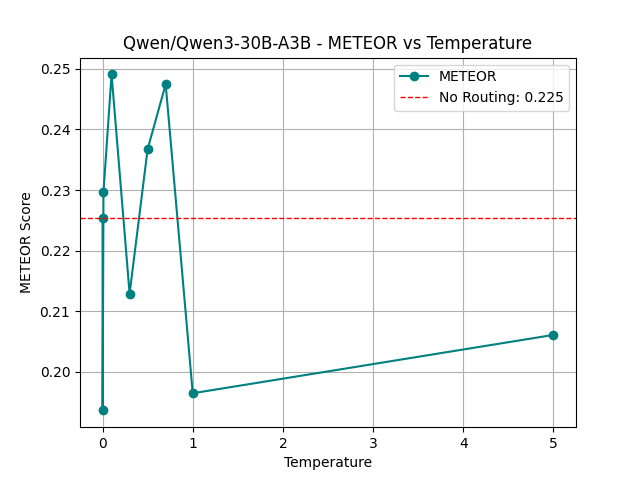 Qwen/Qwen3-30B-A3B - METEOR vs Temperature
METEOR
No Routing: 0.225
METEOR Score
0.25
0.24
0.23
0.22
0.21
0.20
0
1
2
3
4
5
Temperature